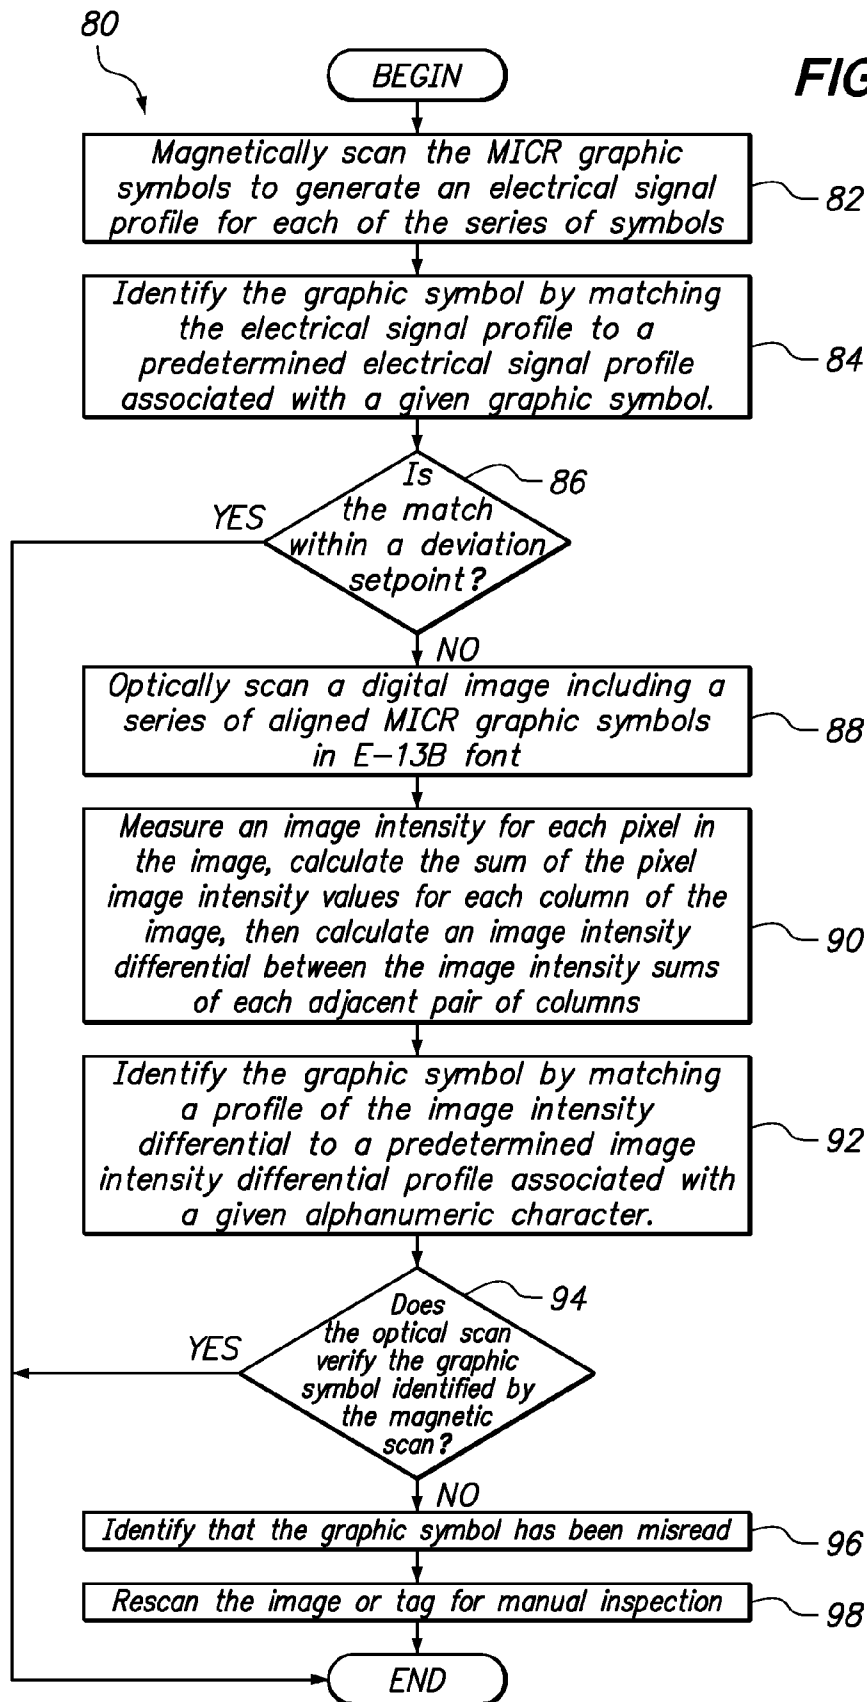 80
BEGIN
FIG
Magnetically scan the MICR graphic
symbols to generate an electrical signal
profile for each of the series of symbols
82
Identify the graphic symbol by matching
the electrical signal profile to a
predetermined electrical signal profile
associated with a given graphic symbol.
84
Is
the match
within a deviation
setpoint?
86
YES
NO
Optically scan a digital image including a
series of aligned MICR graphic symbols
in E-13B font
88
Measure an image intensity for each pixel in
the image, calculate the sum of the pixel
image intensity values for each column of the
image, then calculate an image intensity
differential between the image intensity sums
of each adjacent pair of columns
90
Identify the graphic symbol by matching
a profile of the image intensity
differential to a predetermined image
intensity differential profile associated with
a given alphanumeric character.
92
Does
the optical scan
verify the graphic
symbol identified by
the magnetic
scan?
94
YES
NO
Identify that the graphic symbol has been misread
96
Rescan the image or tag for manual inspection
98
END